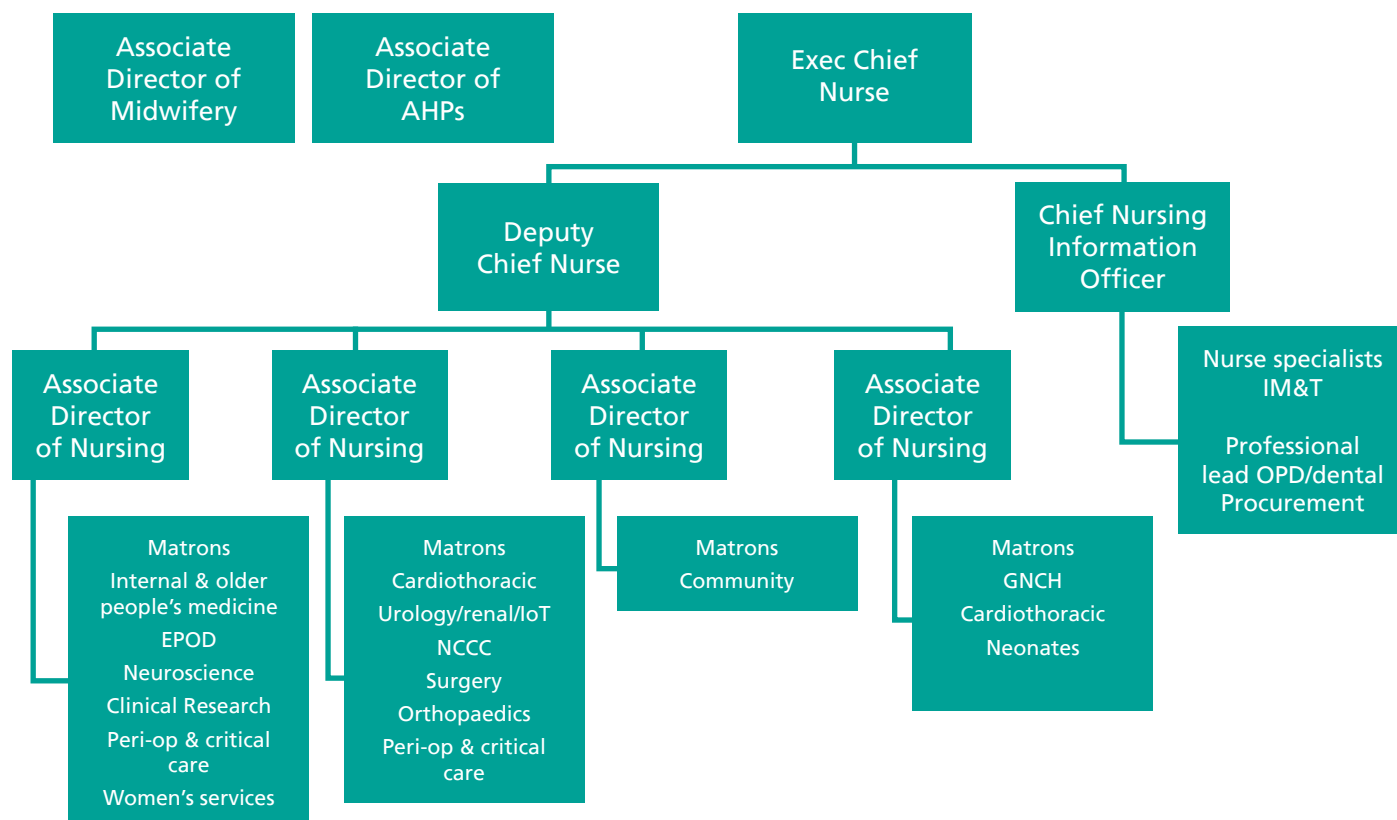 Associate
Director of
Midwifery
Associate
Director of
AHPs
Exec Chief
Nurse
Deputy
Chief Nurse
Chief Nursing
Information
Officer
Associate
Director
of Nursing
Associate
Director
of Nursing
Associate
Director
of Nursing
Associate
Director
of Nursing
Nurse specialists
IM&T
Professional
lead OPD/dental
Procurement
Matrons
Internal & older
people’s medicine
EPOD
Neuroscience
Clinical Research
Peri-op & critical
care
Women’s services
Matrons
Cardiothoracic
Urology/renal/IoT
NCCC
Surgery
Orthopaedics
Peri-op & critical
care
Matrons
Community
Matrons
GNCH
Cardiothoracic
Neonates